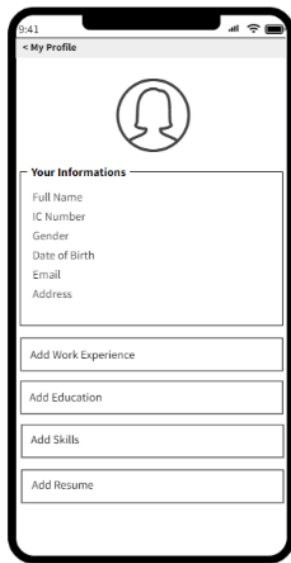 9:41
< My Profile
Your Informations
Full Name
IC Number
Gender
Date of Birth
Email
Address
Add Work Experience
Add Education
Add Skills
Add Resume